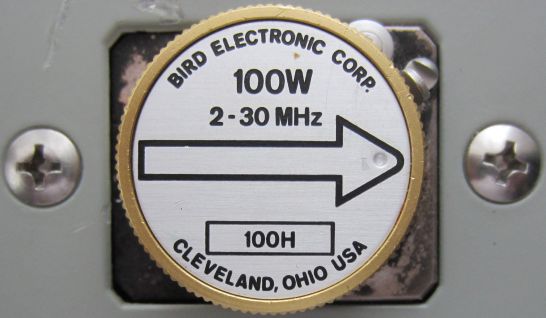 BIRD ELECTRONIC CORP.
100W
2-30 MHz
100H
CLEVELAND, OHIO USA